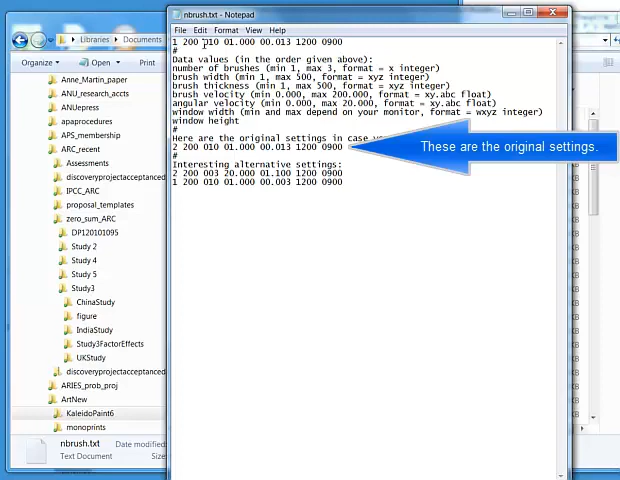 nbrush.txt - Notepad
File Edit Format View Help
Libraries Documents
Organize Open Print
Anne_Martin_paper
ANU_research_accts
ANUepress
apaprocedures
APS_membership
ARC_recent
Assessments
discoveryprojectacceptanced
IPCC_ARC
proposal_templates
zero_sum_ARC
DP120101095
Study 2
Study 4
Study 5
Study3
ChinaStudy
figure
IndiaStudy
Study3FactorEffects
UKStudy
discoveryprojectacceptanced
ARIES_prob_proj
ArtNew
KaleidoPaint6
monoprints
nbrush.txt Date modified:
Text Document Size:
1 200 010 01.000 00.013 1200 0900
#
Data values (in the order given above):
number of brushes (min 1, max 3, format = x integer)
brush width (min 1, max 500, format = xyz integer)
brush thickness (min 1, max 500, format = xyz integer)
brush velocity (min 0.000, max 200.000, format = xy.abc float)
angular velocity (min 0.000, max 20.000, format = xy.abc float)
window width (min and max depend on your monitor, format = wxyz integer)
window height
#
Here are the original settings in case
2 200 010 01.000 00.013 1200 0900
#
Interesting alternative settings:
2 200 003 20.000 01.100 1200 0900
1 200 010 01.000 00.003 1200 0900
These are the original settings.